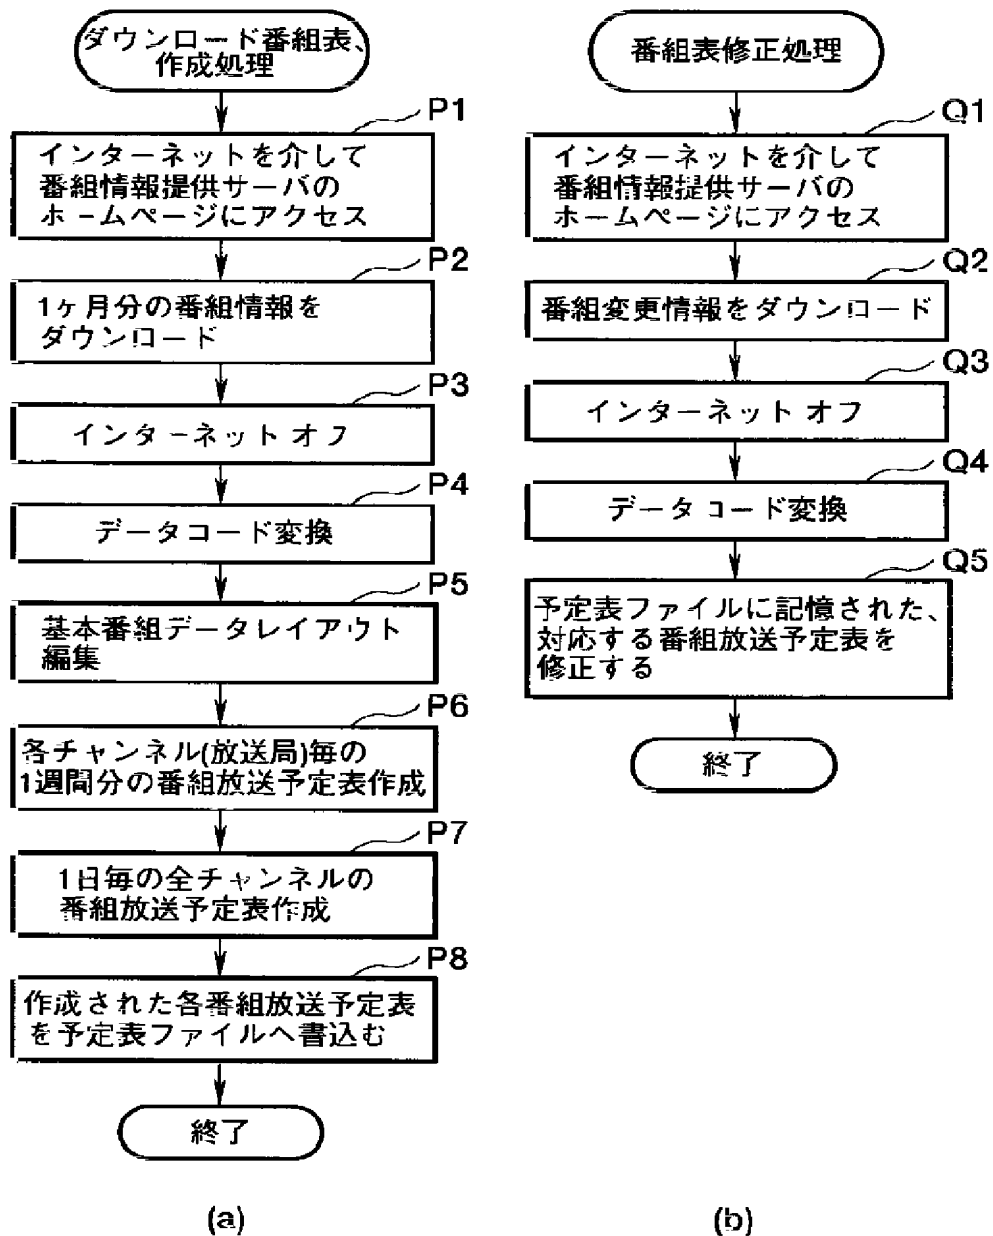 ダウンロード番組表、
作成処理
P1
インターネットを介して
番組情報提供サーバの
ホームページにアクセス
P2
1ヶ月分の番組情報を
ダウンロード
P3
インターネットオフ
P4
データコード変換
P5
基本番組データレイアウト
編集
P6
各チャンネル(放送局)毎の
1週間分の番組放送予定表作成
P7
1日毎の全チャンネルの
番組放送予定表作成
P8
作成された各番組放送予定表
を予定表ファイルへ書込む
終了
(a)
番組表修正処理
Q1
インターネットを介して
番組情報提供サーバの
ホームページにアクセス
Q2
番組変更情報をダウンロード
Q3
インターネットオフ
Q4
データコード変換
Q5
予定表ファイルに記憶された、
対応する番組放送予定表を
修正する
終了
(b)